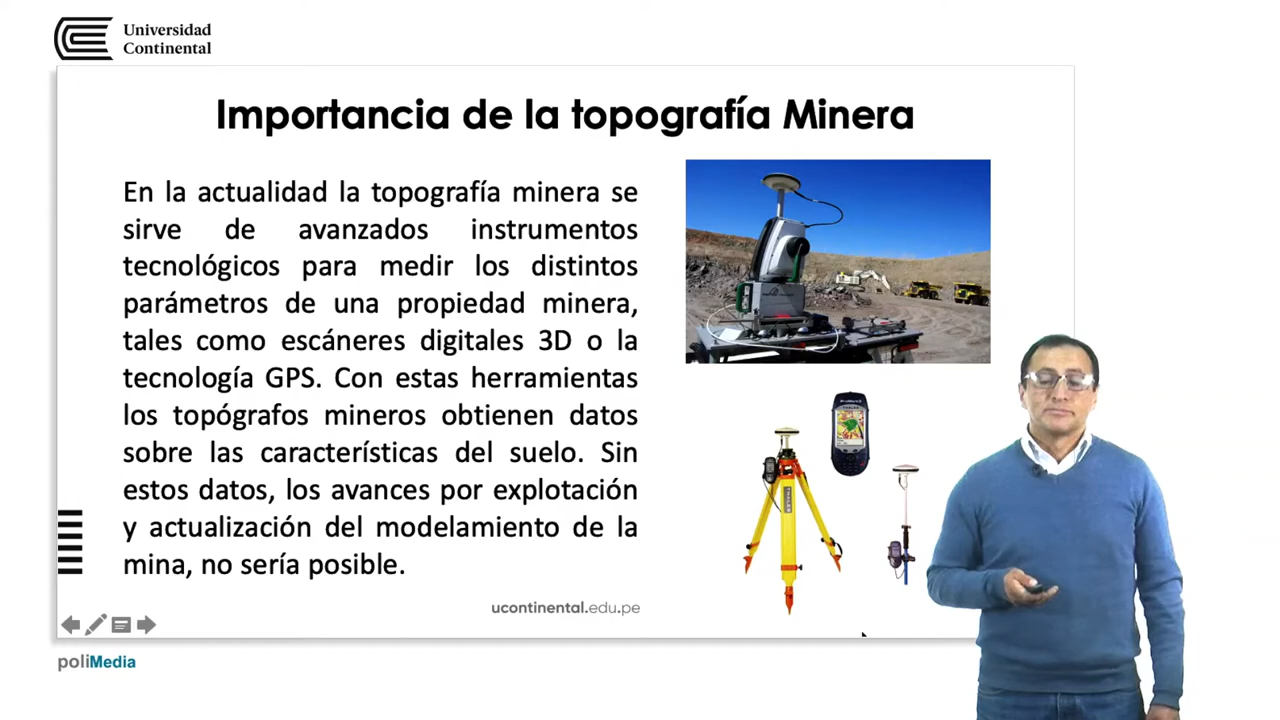 Universidad
Continental
Importancia de la topografía Minera
En la actualidad la topografía minera se
sirve de avanzados instrumentos
tecnológicos para medir los distintos
parámetros de una propiedad minera,
tales como escáneres digitales 3D o la
tecnología GPS. Con estas herramientas
los topógrafos mineros obtienen datos
sobre las características del suelo. Sin
estos datos, los avances por explotación
y actualización del modelamiento de la
mina, no sería posible.
ucontinental.edu.pe
poliMedia